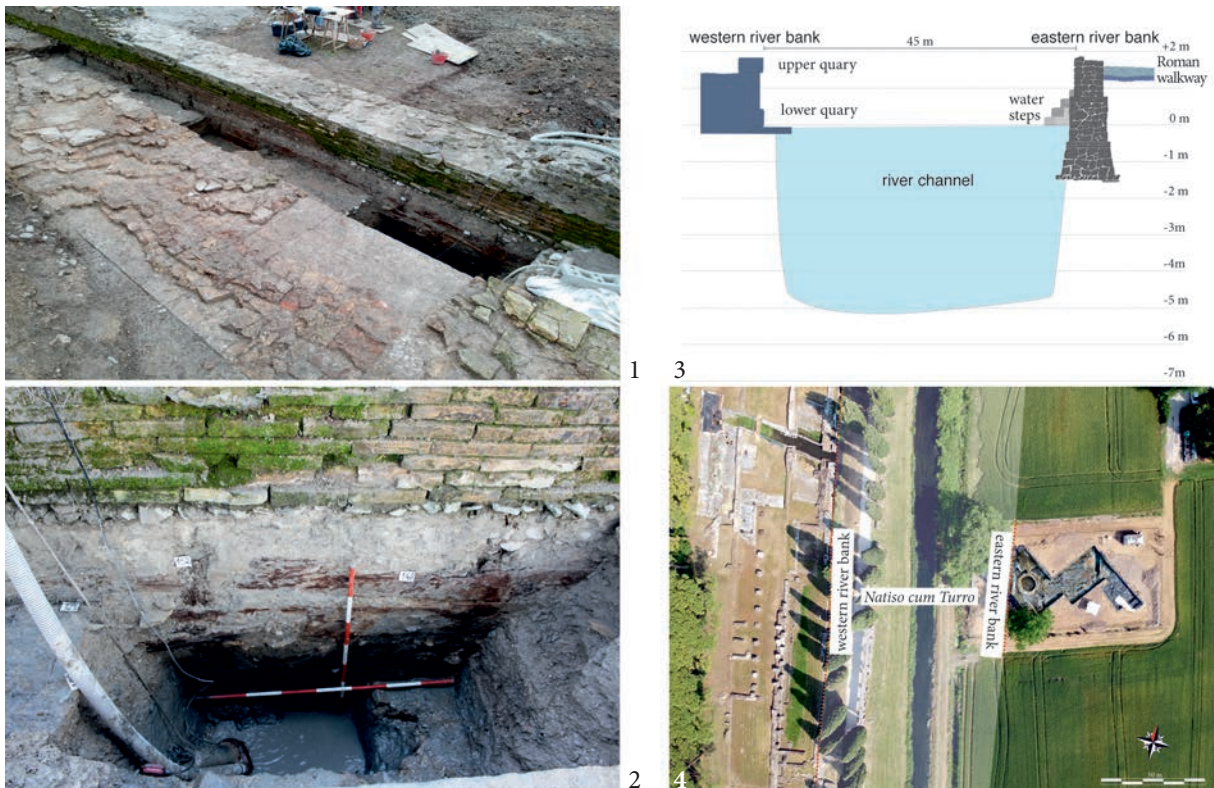 western river bank
45 m
eastern river bank
+2 m
upper quary
Roman
walkway
lower quary
water
steps
0 m
-1 m
river channel
-2 m
-3m
-4 m
-5 m
-6 m
-7m
1
3
western river bank
Natiso cum Turro
eastern river bank
2
4